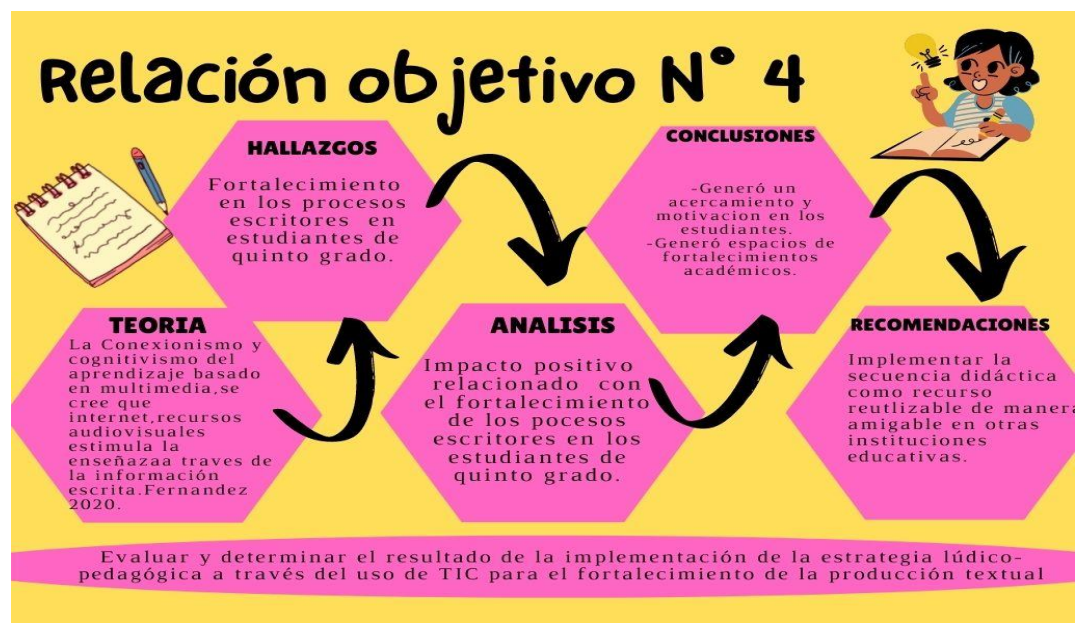 Relación objetivo N° 4
TEORIA
La Conexionismo y
cognitivismo del
aprendizaje basado
en multimedia,se
cree que
internet,recursos
audiovisuales
estimula la
enseñazaa traves de
la información
escrita.Fernandez
2020.
HALLAZGOS
Fortalecimiento
en los procesos
escritores en
estudiantes de
quinto grado.
ANALISIS
Impacto positivo
relacionado con
el fortalecimiento
de los pocesos
escritores en los
estudiantes de
quinto grado.
CONCLUSIONES
-Generó un
acercamiento y
motivacion en los
estudiantes.
-Generó espacios de
fortalecimientos
académicos.
RECOMENDACIONES
Implementar la
secuencia didáctica
como recurso
reutlizable de manera
amigable en otras
instituciones
educativas.
Evaluar y determinar el resultado de la implementación de la estrategia lúdico-
pedagógica a través del uso de TIC para el fortalecimiento de la producción textual